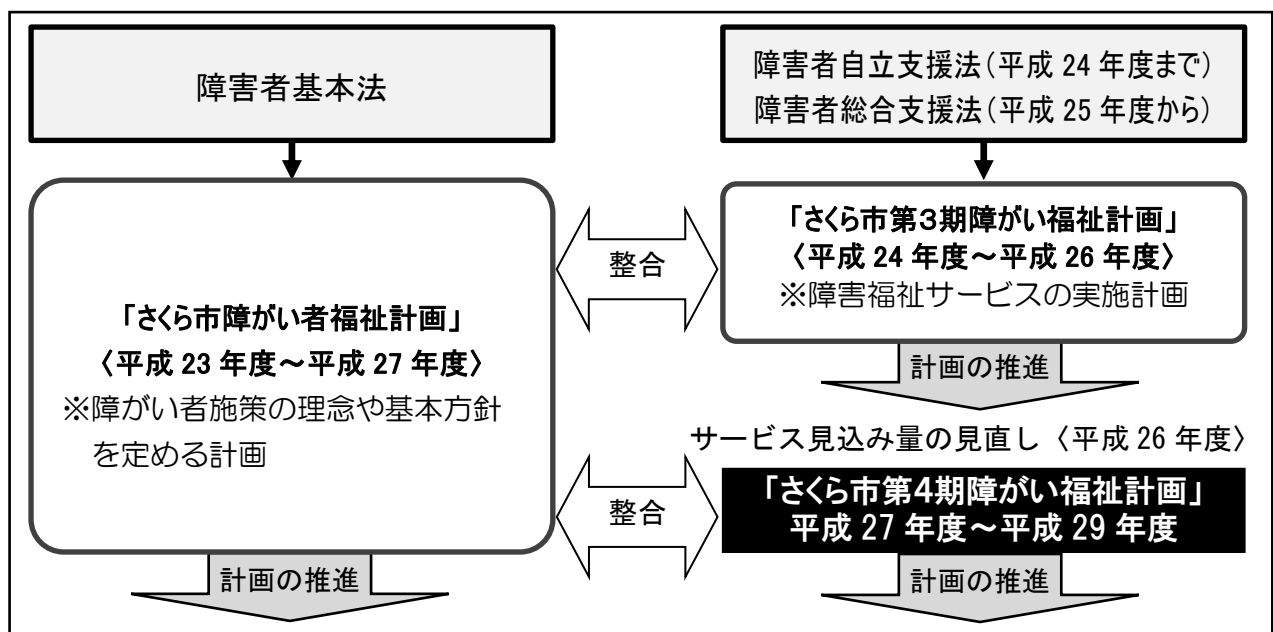 障害者基本法
障害者自立支援法（平成 24 年度まで）
障害者総合支援法（平成 25 年度から）
「さくら市障がい者福祉計画」
〈平成 23 年度～平成 27 年度〉
※障がい者施策の理念や基本方針
を定める計画
計画の推進
整合
整合
「さくら市第３期障がい福祉計画」
〈平成 24 年度～平成 26 年度〉
※障害福祉サービスの実施計画
計画の推進
サービス見込み量の見直し〈平成 26 年度〉
「さくら市第４期障がい福祉計画」
平成 27 年度～平成 29 年度
計画の推進